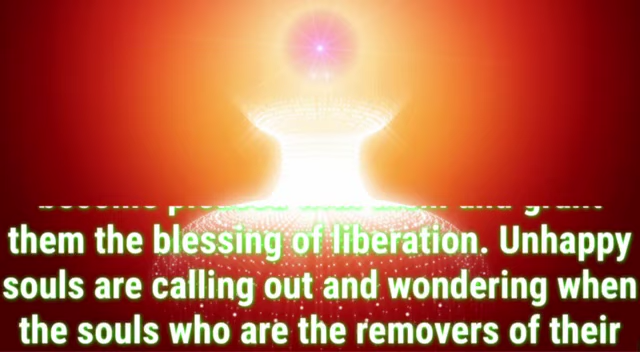 and
them the blessing of liberation. Unhappy
souls are calling out and wondering when
the souls who are the removers of their